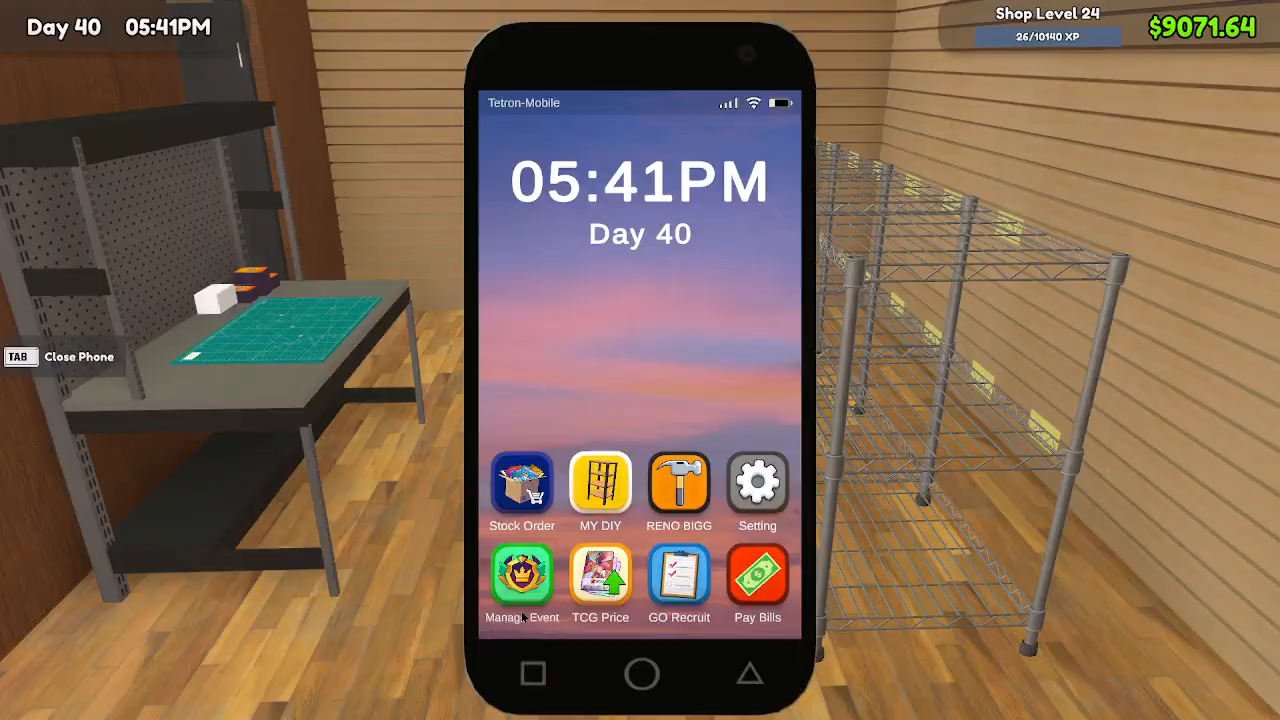 Day 40 05:41PM
Shop Level 24
26/10140 XP
$9071.64
Tetron-Mobile
05:41PM
Day 40
TAB Close Phone
Stock Order MY DIY RENO BIGG Setting
Manage Event TCG Price GO Recruit Pay Bills